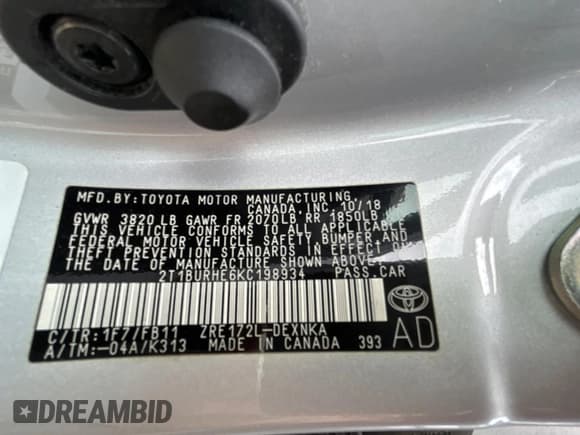 MFD.BY:TOYOTA MOTOR MANUFACTURING
CANADA,INC. 10/18
GVWR 3820 LB GAWR FR 2020LB RR 1850LB
THIS VEHICLE CONFORMS TO ALL APPLICABLE
FEDERAL MOTOR VEHICLE SAFETY, BUMPER, AND
THEFT PREVENTION STANDARDS IN EFFECT ON
THE DATE OF MANUFACTURE SHOWN ABOVE.
2T1BURHE6KC198934 PASS.CAR
C/TR:1F7/FB11 ZRE172L-DEXNKA
A/TM:-04A/K313 MADE IN CANADA 393
AD
DREAMBID